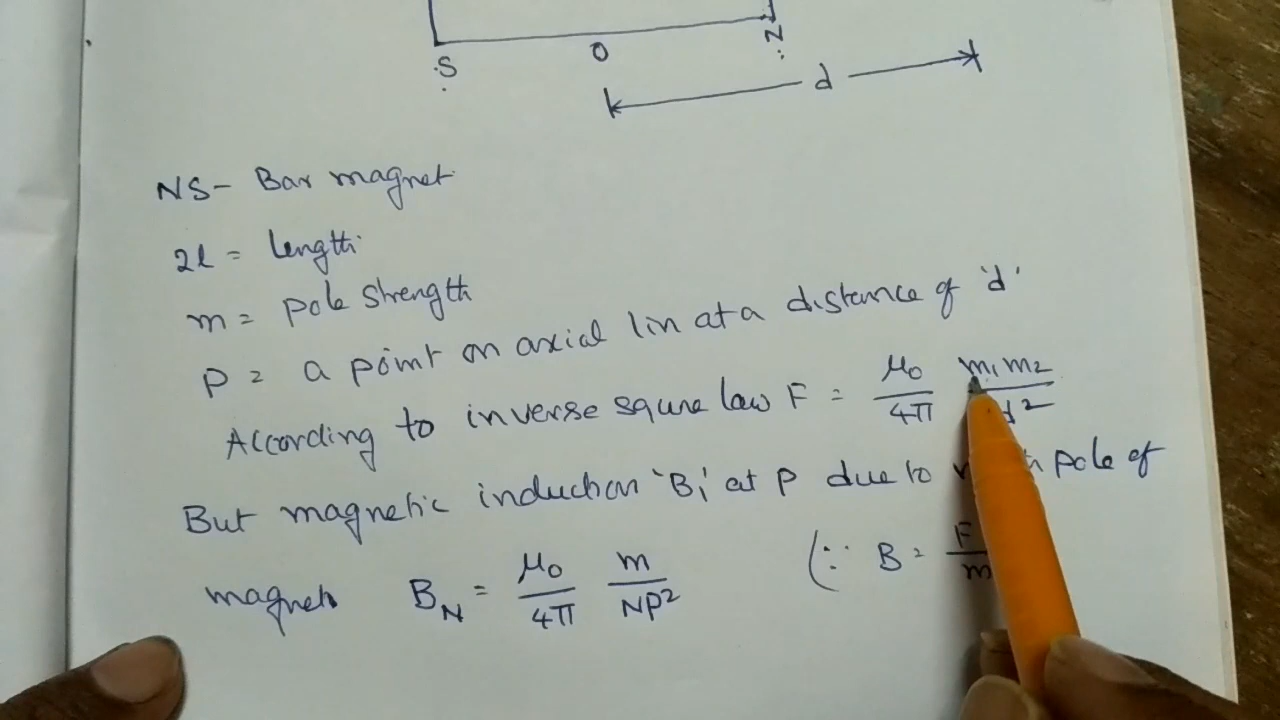 S O N
d
NS - Bar magnet
2l = length
m = pole strength
P = a point on axial lin at a distance of 'd'
According to inverse squre law F = μ₀/4π m₁m₂/d²
But magnetic induction 'B' at P due to pole of
magnet B_N = μ₀/4π m/NP² (∵ B = F/m